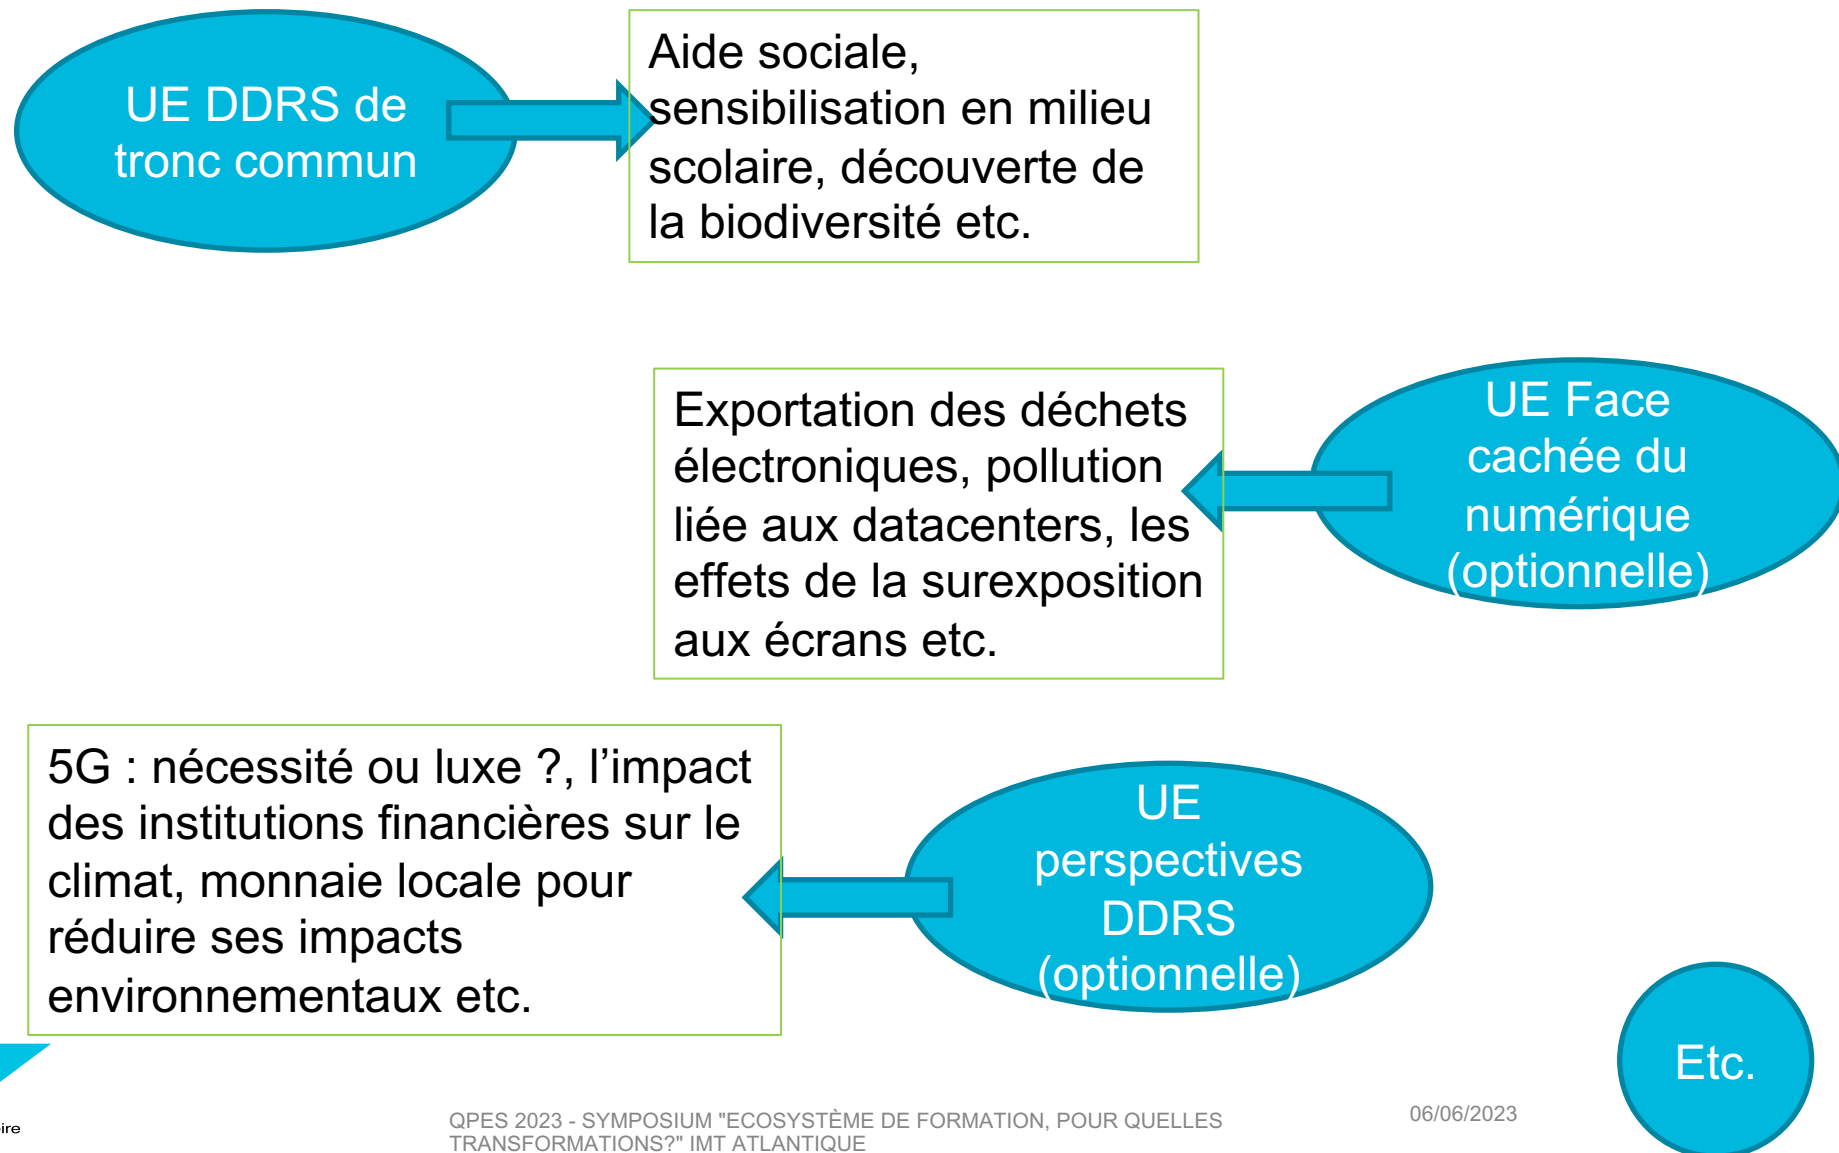 UE DDRS de
tronc commun
Aide sociale,
sensibilisation en milieu
scolaire, découverte de
la biodiversité etc.
Exportation des déchets
électroniques, pollution
liée aux datacenters, les
effets de la surexposition
aux écrans etc.
UE Face
cachée du
numérique
(optionnelle)
5G : nécessité ou luxe ?, l’impact
des institutions financières sur le
climat, monnaie locale pour
réduire ses impacts
environnementaux etc.
UE
perspectives
DDRS
(optionnelle)
Etc.
QPES 2023 - SYMPOSIUM "ECOSYSTÈME DE FORMATION, POUR QUELLES
TRANSFORMATIONS?" IMT ATLANTIQUE
06/06/2023